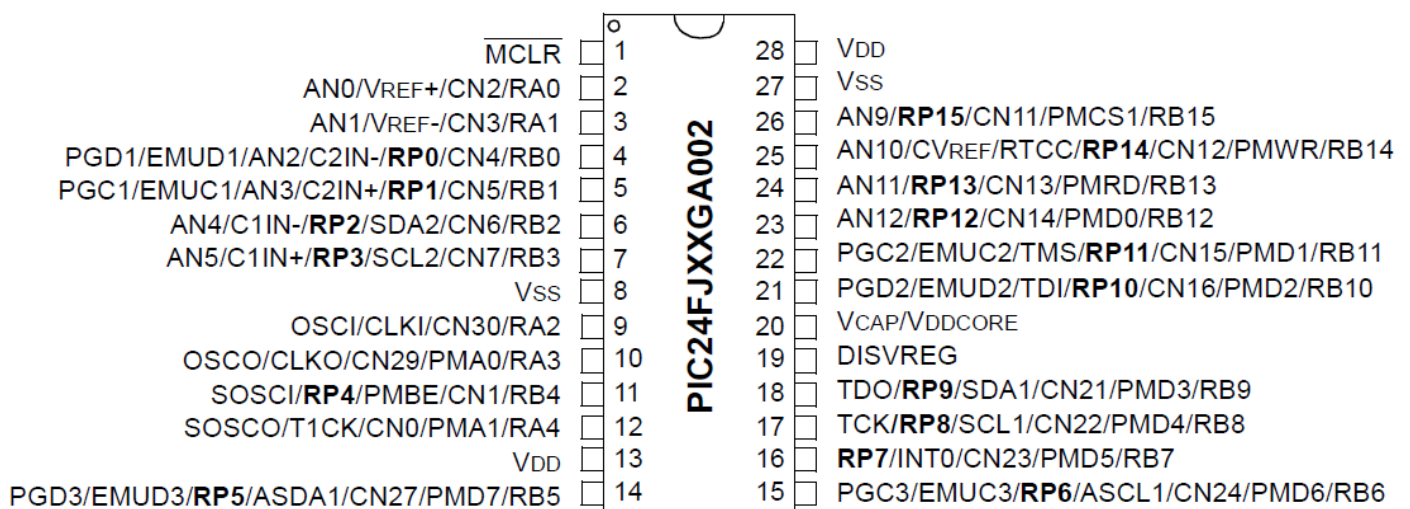 MCLR 1
AN0/VREF+/CN2/RA0 2
AN1/VREF-/CN3/RA1 3
PGD1/EMUD1/AN2/C2IN-/RP0/CN4/RB0 4
PGC1/EMUC1/AN3/C2IN+/RP1/CN5/RB1 5
AN4/C1IN-/RP2/SDA2/CN6/RB2 6
AN5/C1IN+/RP3/SCL2/CN7/RB3 7
VSS 8
OSCI/CLKI/CN30/RA2 9
OSCO/CLKO/CN29/PMA0/RA3 10
SOSCI/RP4/PMBE/CN1/RB4 11
SOSCO/T1CK/CN0/PMA1/RA4 12
VDD 13
PGD3/EMUD3/RP5/ASDA1/CN27/PMD7/RB5 14
PIC24FJXXGA002
28 VDD
27 VSS
26 AN9/RP15/CN11/PMCS1/RB15
25 AN10/CVREF/RTCC/RP14/CN12/PMWR/RB14
24 AN11/RP13/CN13/PMRD/RB13
23 AN12/RP12/CN14/PMD0/RB12
22 PGC2/EMUC2/TMS/RP11/CN15/PMD1/RB11
21 PGD2/EMUD2/TDI/RP10/CN16/PMD2/RB10
20 VCAP/VDDCORE
19 DISVREG
18 TDO/RP9/SDA1/CN21/PMD3/RB9
17 TCK/RP8/SCL1/CN22/PMD4/RB8
16 RP7/INT0/CN23/PMD5/RB7
15 PGC3/EMUC3/RP6/ASCL1/CN24/PMD6/RB6